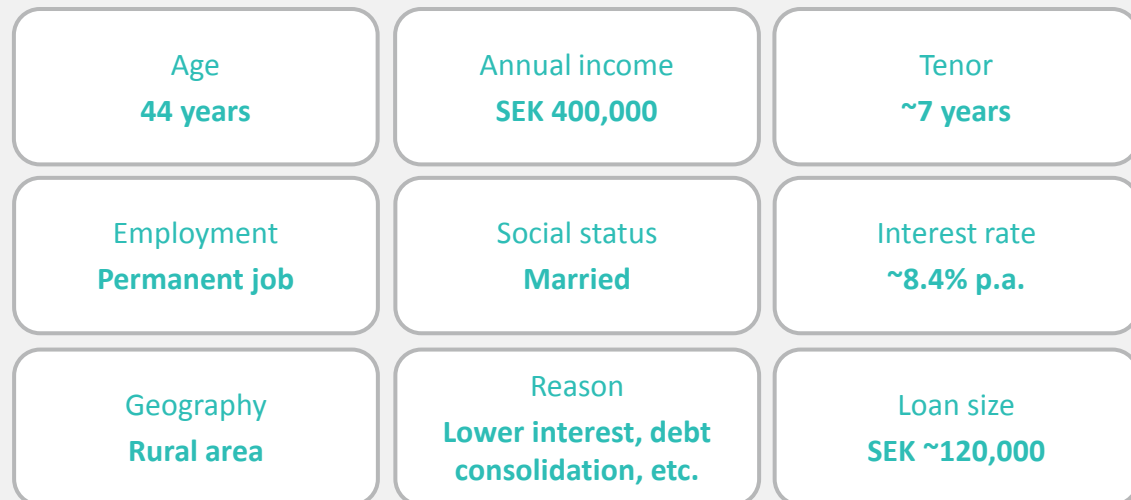 Age
44 years
Annual income
SEK 400,000
Tenor
~7 years
Employment
Permanent job
Social status
Married
Interest rate
~8.4% p.a.
Geography
Rural area
Reason
Lower interest, debt
consolidation, etc.
Loan size
SEK ~120,000